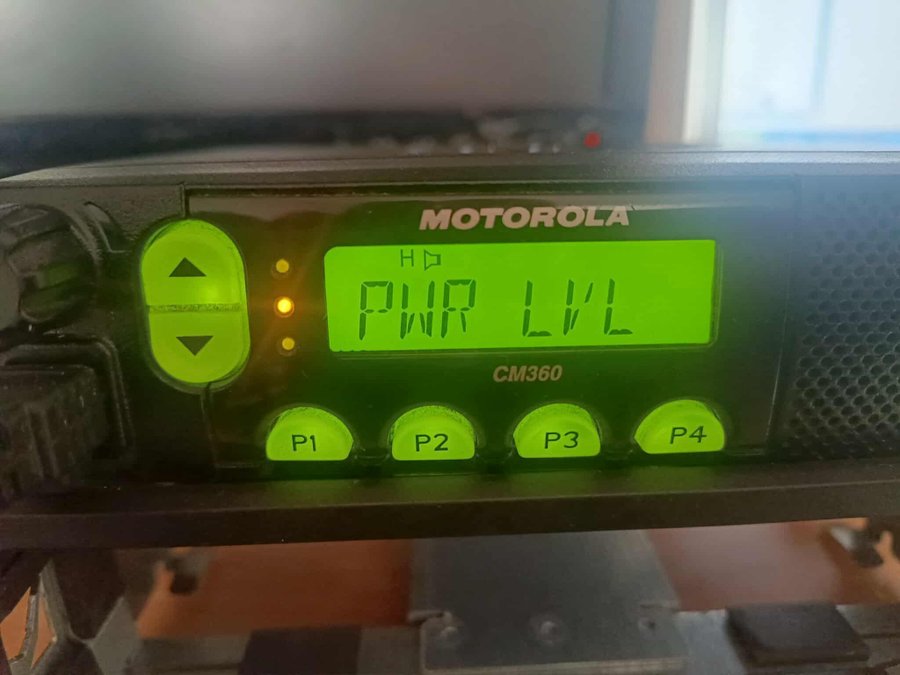 MOTOROLA
H
PWR LVL
CM360
P1 P2 P3 P4